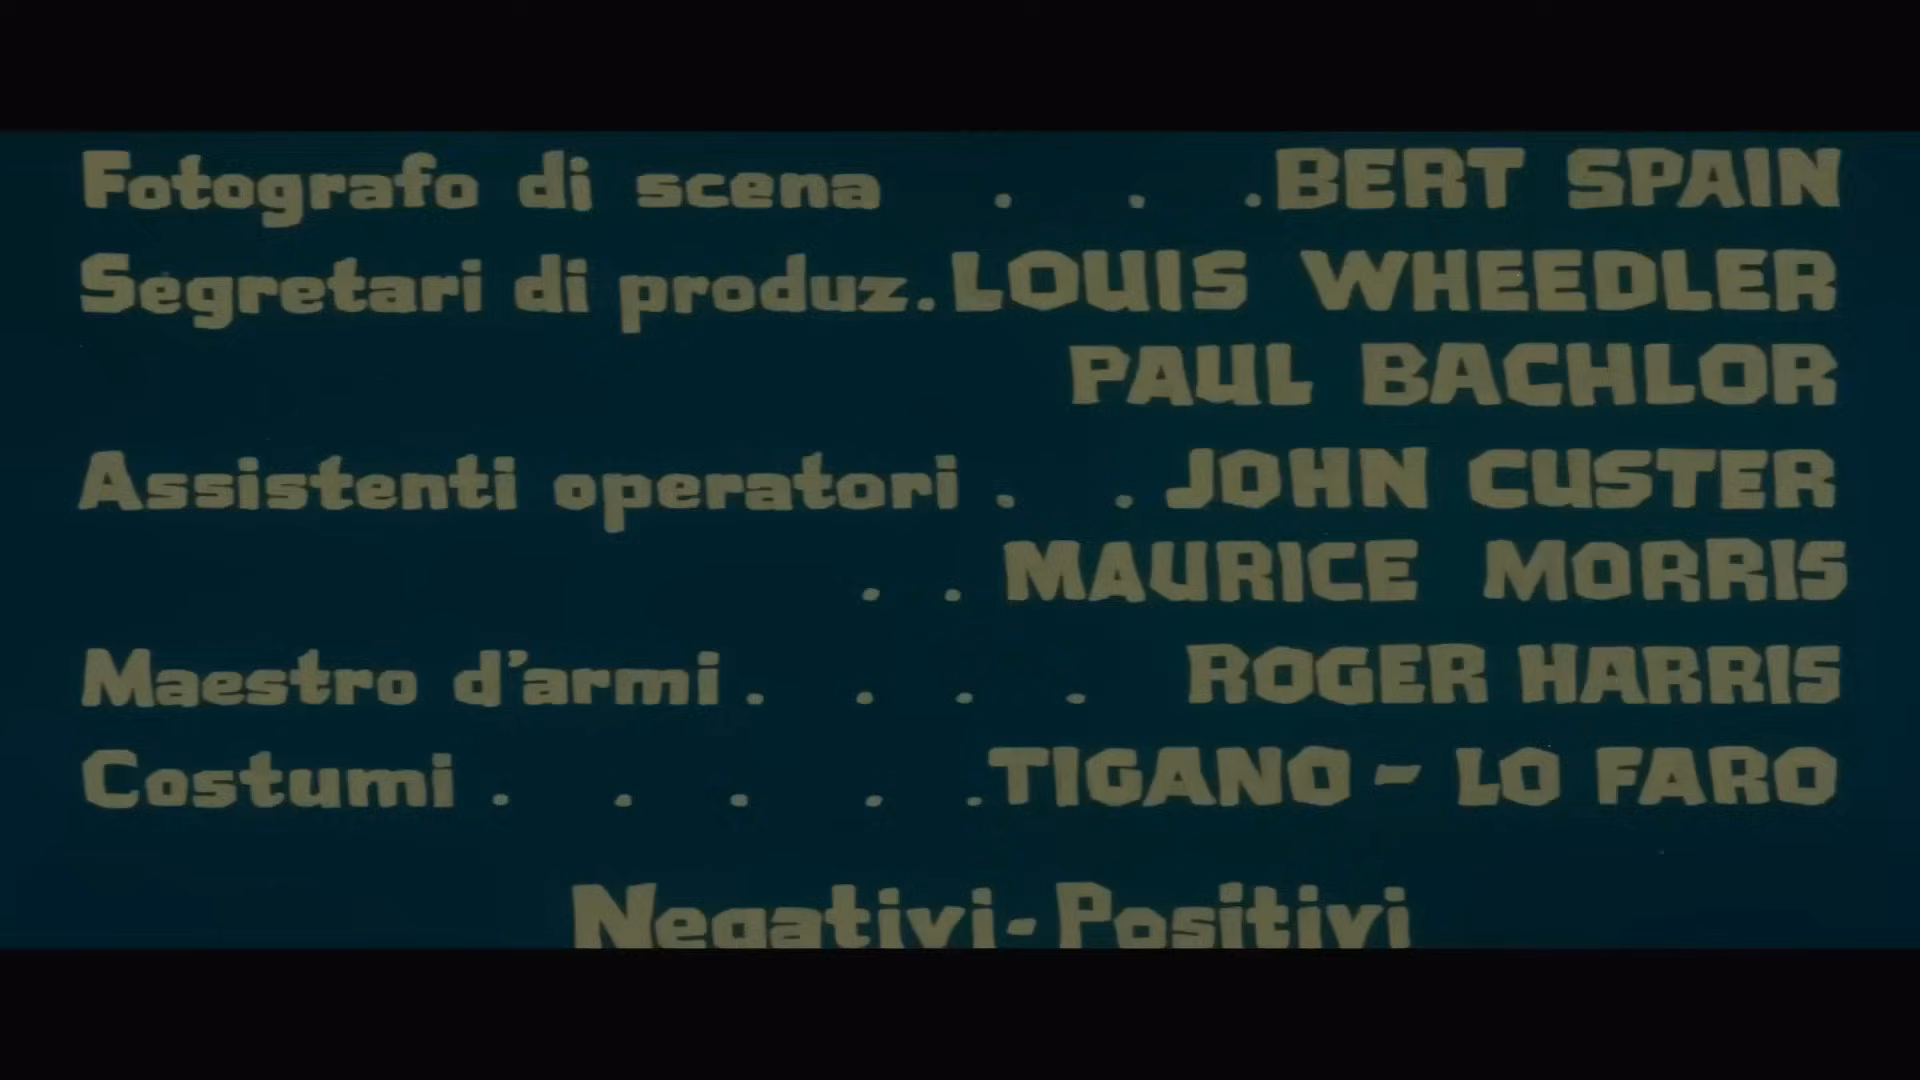 Fotografo di scena . . .BERT SPAIN
Segretari di produz.LOUIS WHEEDLER
PAUL BACHLOR
Assistenti operatori . . JOHN CUSTER
. . MAURICE MORRIS
Maestro d'armi . . . . ROGER HARRIS
Costumi . . . . .TIGANO - LO FARO
Negativi-Positivi